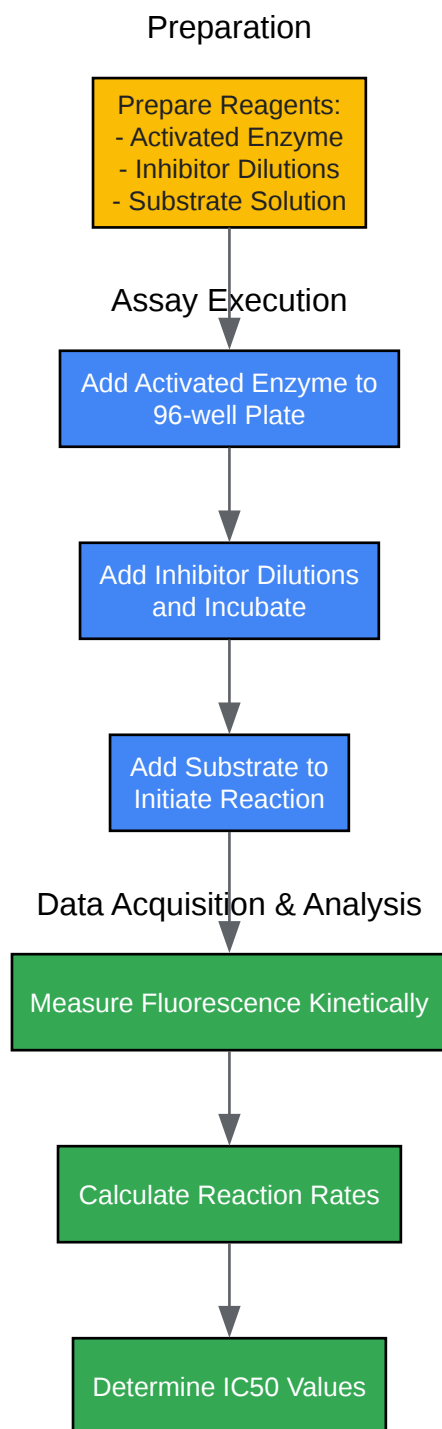 Preparation
Prepare Reagents:
- Activated Enzyme
- Inhibitor Dilutions
- Substrate Solution
Assay Execution
Add Activated Enzyme to
96-well Plate
Add Inhibitor Dilutions
and Incubate
Add Substrate to
Initiate Reaction
Data Acquisition & Analysis
Measure Fluorescence Kinetically
Calculate Reaction Rates
Determine IC50 Values